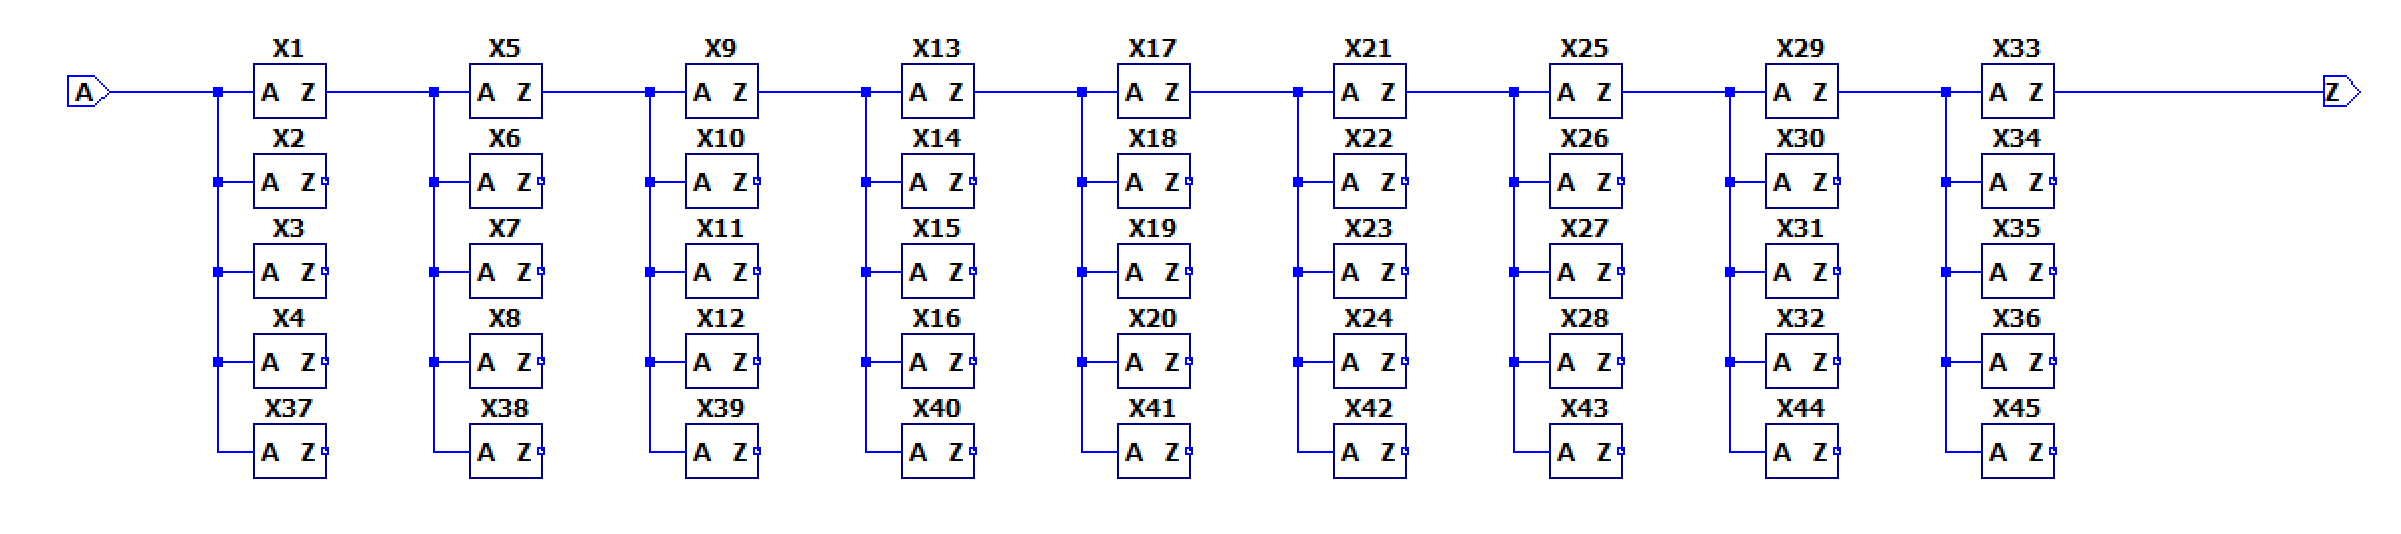 X1 X5 X9 X13 X17 X21 X25 X29 X33
A A Z A Z A Z A Z A Z A Z A Z A Z A Z Z
X2 X6 X10 X14 X18 X22 X26 X30 X34
A Z A Z A Z A Z A Z A Z A Z A Z A Z
X3 X7 X11 X15 X19 X23 X27 X31 X35
A Z A Z A Z A Z A Z A Z A Z A Z A Z
X4 X8 X12 X16 X20 X24 X28 X32 X36
A Z A Z A Z A Z A Z A Z A Z A Z A Z
X37 X38 X39 X40 X41 X42 X43 X44 X45
A Z A Z A Z A Z A Z A Z A Z A Z A Z